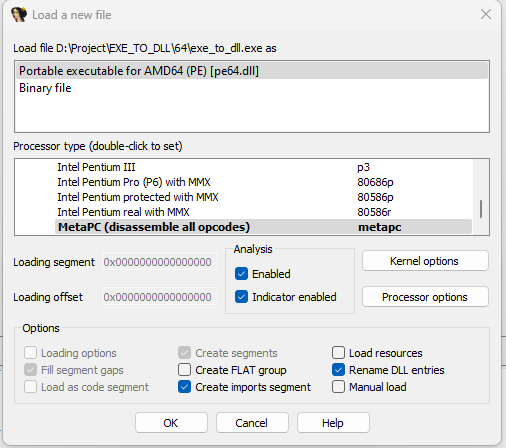 Load a new file
Load file D:\Project\EXE_TO_DLL\64\exe_to_dll.exe as
Portable executable for AMD64 (PE) [pe64.dll]
Binary file
Processor type (double-click to set)
Intel Pentium III p3
Intel Pentium Pro (P6) with MMX 80686p
Intel Pentium protected with MMX 80586p
Intel Pentium real with MMX 80586r
MetaPC (disassemble all opcodes) metapc
Analysis
Loading segment 0x0000000000000000 Enabled Kernel options
Loading offset 0x0000000000000000 Indicator enabled Processor options
Options
Loading options Create segments Load resources
Fill segment gaps Create FLAT group Rename DLL entries
Load as code segment Create imports segment Manual load
OK Cancel Help